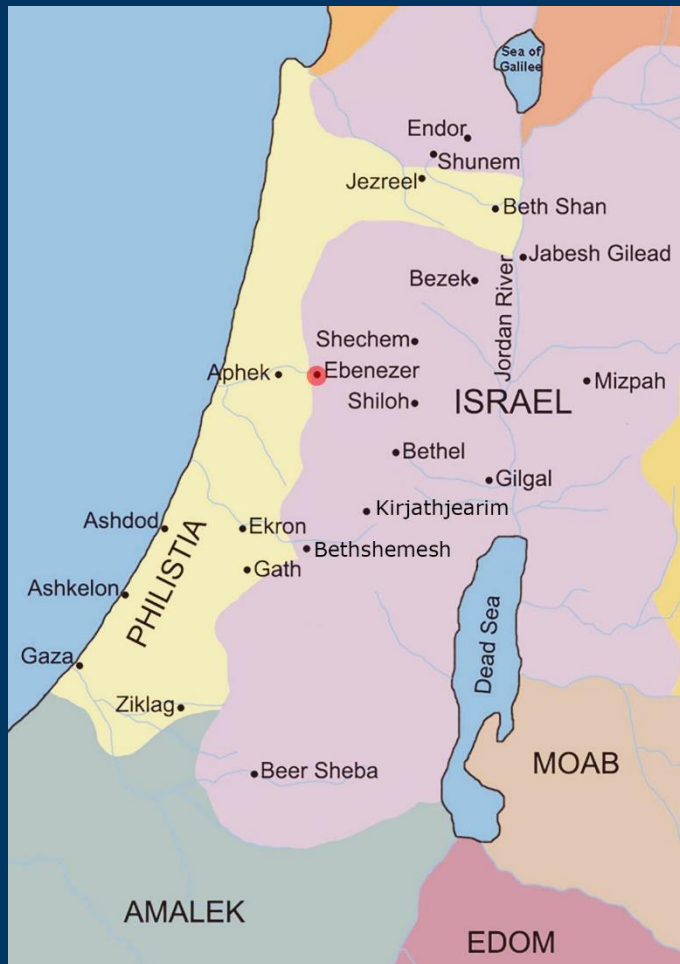 Sea of
Galilee
Endor
Shunem
Jezreel
Beth Shan
Jabesh Gilead
Bezek
Jordan River
Shechem
Aphek
Ebenezer
Mizpah
Shiloh
ISRAEL
Bethel
Gilgal
Kirjathjearim
Ashdod
Ekron
Bethshemesh
PHILISTIA
Gath
Ashkelon
Dead Sea
Gaza
Ziklag
MOAB
Beer Sheba
AMALEK
EDOM